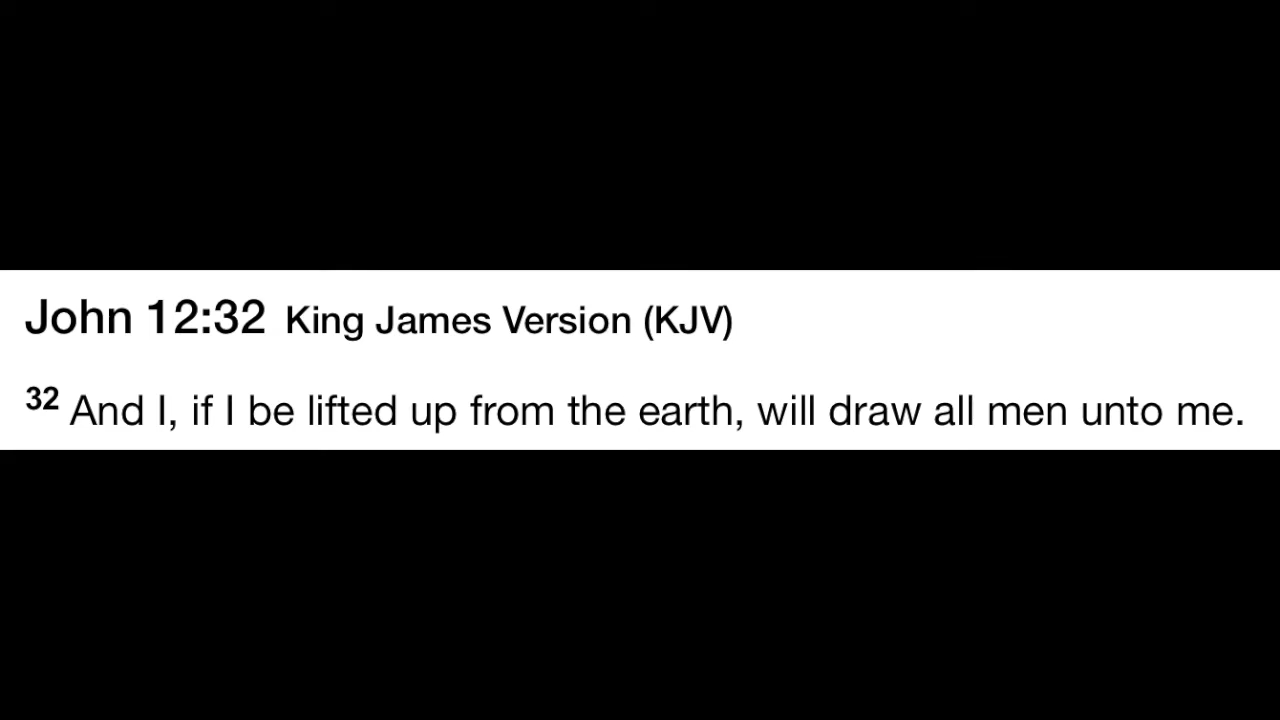 John 12:32 King James Version (KJV)
32 And I, if I be lifted up from the earth, will draw all men unto me.